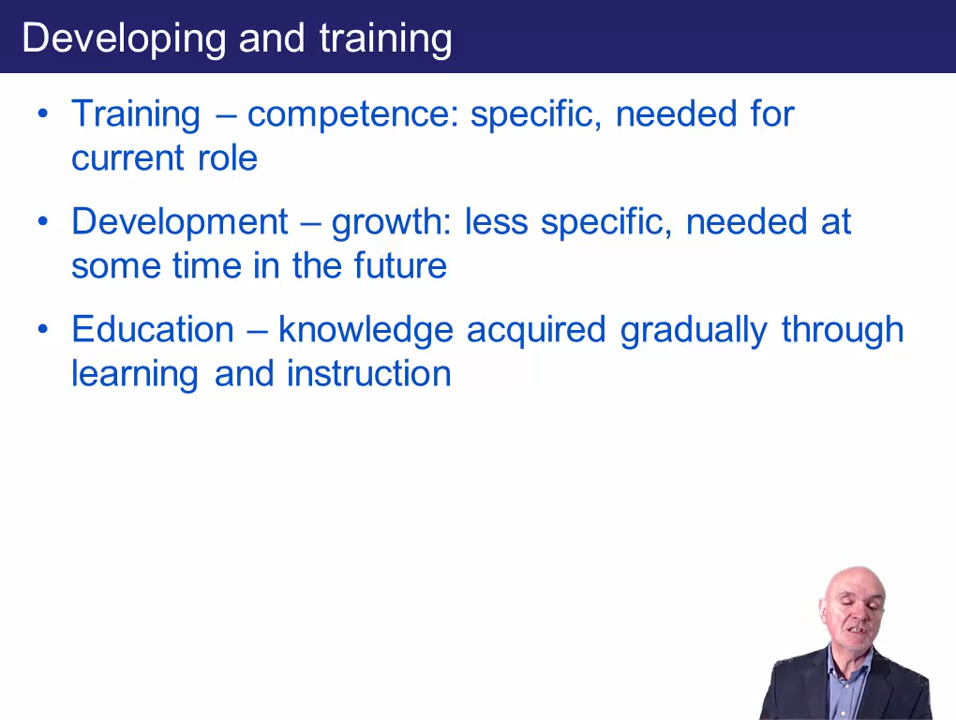 Developing and training
• Training – competence: specific, needed for
current role
• Development – growth: less specific, needed at
some time in the future
• Education – knowledge acquired gradually through
learning and instruction